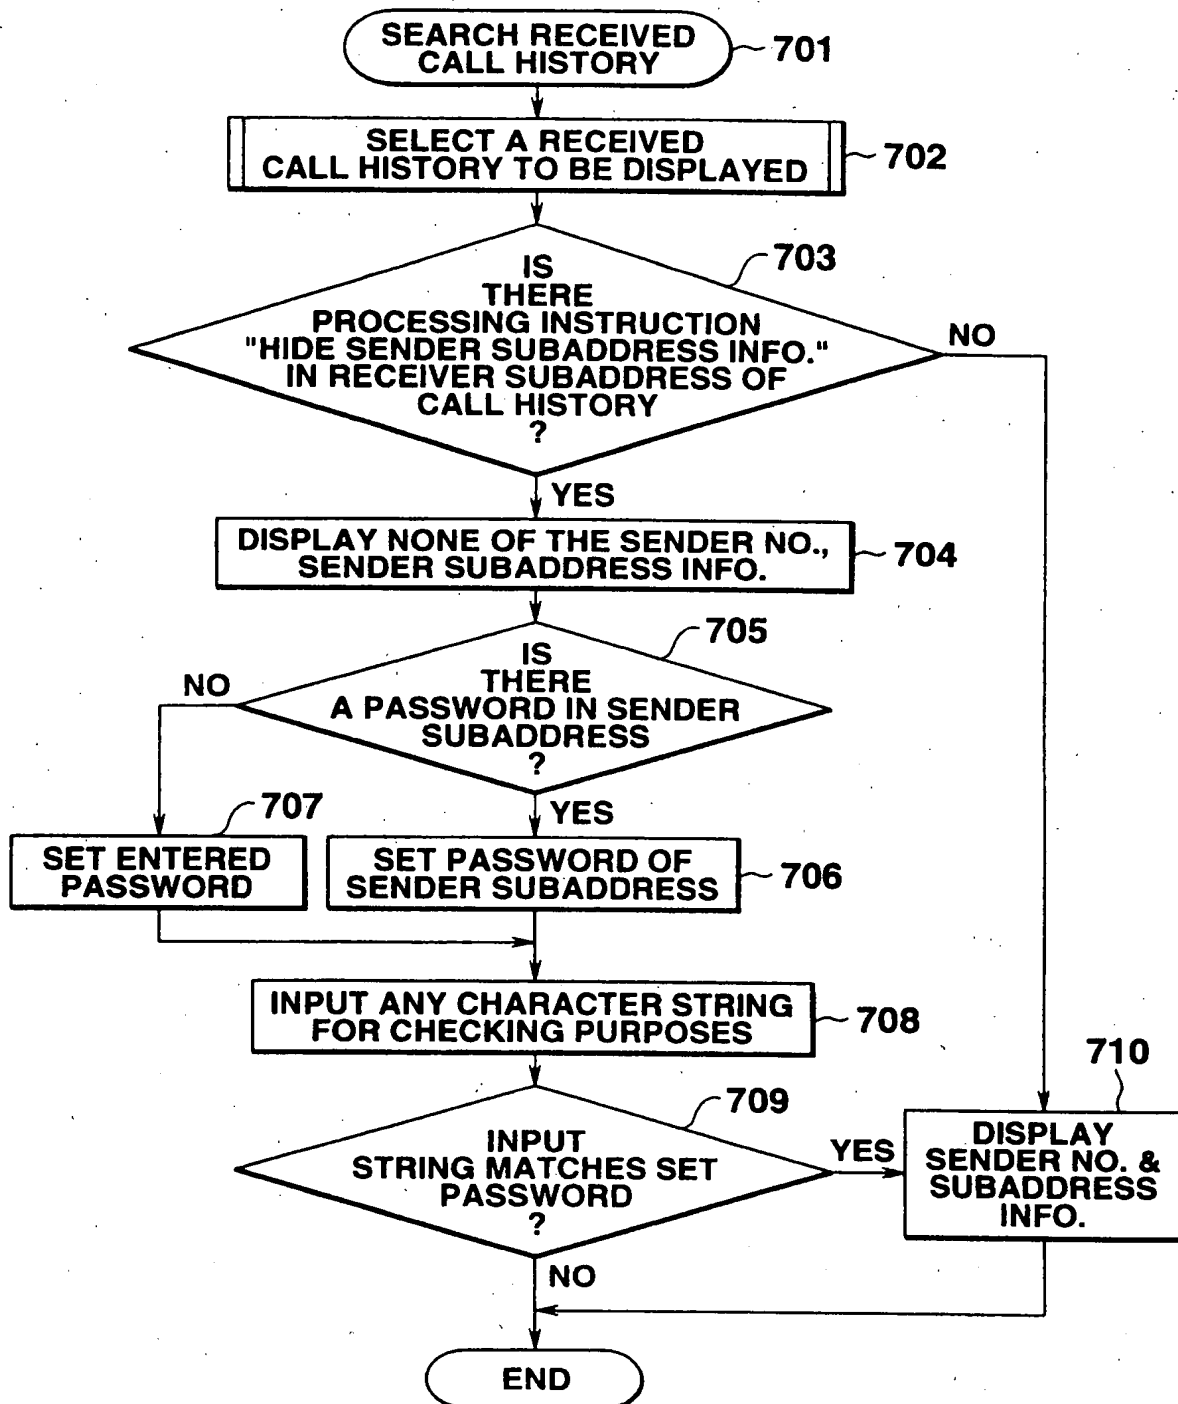 SEARCH RECEIVED
CALL HISTORY
701
SELECT A RECEIVED
CALL HISTORY TO BE DISPLAYED
702
703
IS
THERE
PROCESSING INSTRUCTION
"HIDE SENDER SUBADDRESS INFO."
IN RECEIVER SUBADDRESS OF
CALL HISTORY
?
NO
YES
DISPLAY NONE OF THE SENDER NO.,
SENDER SUBADDRESS INFO.
704
705
IS
THERE
A PASSWORD IN SENDER
SUBADDRESS
?
NO
YES
707
SET ENTERED
PASSWORD
SET PASSWORD OF
SENDER SUBADDRESS
706
INPUT ANY CHARACTER STRING
FOR CHECKING PURPOSES
708
709
INPUT
STRING MATCHES SET
PASSWORD
?
YES
NO
710
DISPLAY
SENDER NO. &
SUBADDRESS
INFO.
END